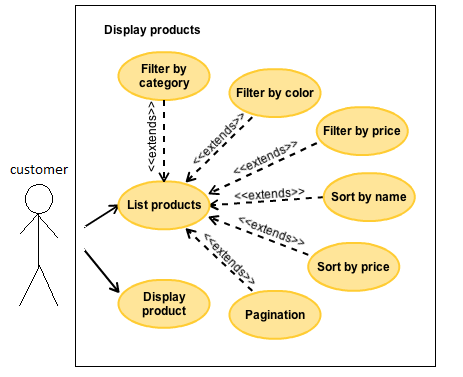 Display products
Filter by
category
Filter by color
<<extends>>
<<extends>>
Filter by price
<<extends>>
customer
List products
<<extends>>
Sort by name
<<extends>>
Sort by price
<<extends>>
Display
product
Pagination